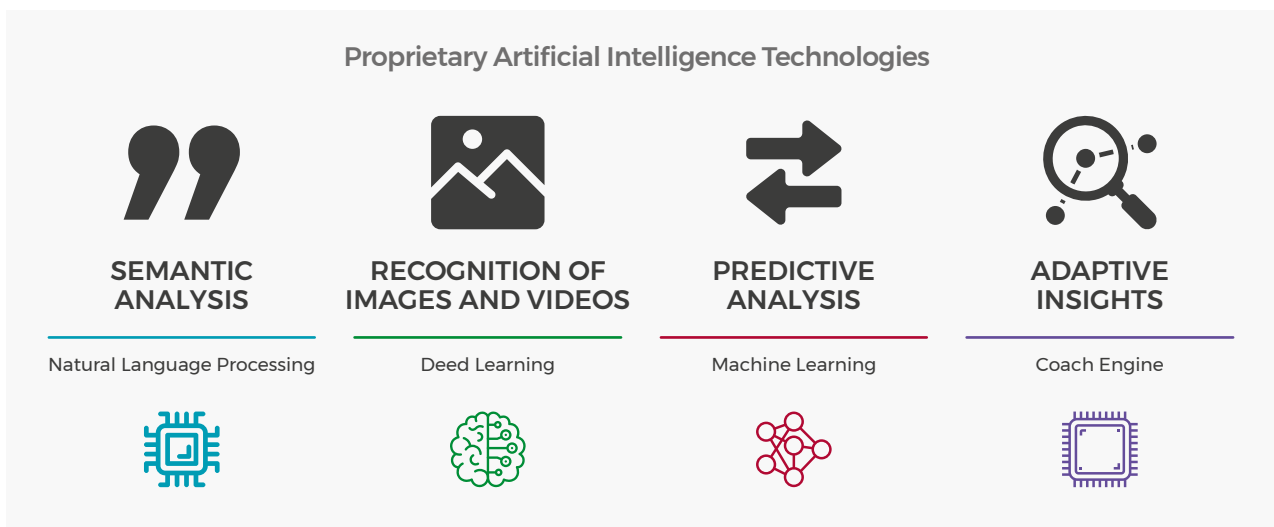 Proprietary Artificial Intelligence Technologies
SEMANTIC
ANALYSIS
Natural Language Processing
RECOGNITION OF
IMAGES AND VIDEOS
Deed Learning
PREDICTIVE
ANALYSIS
Machine Learning
ADAPTIVE
INSIGHTS
Coach Engine